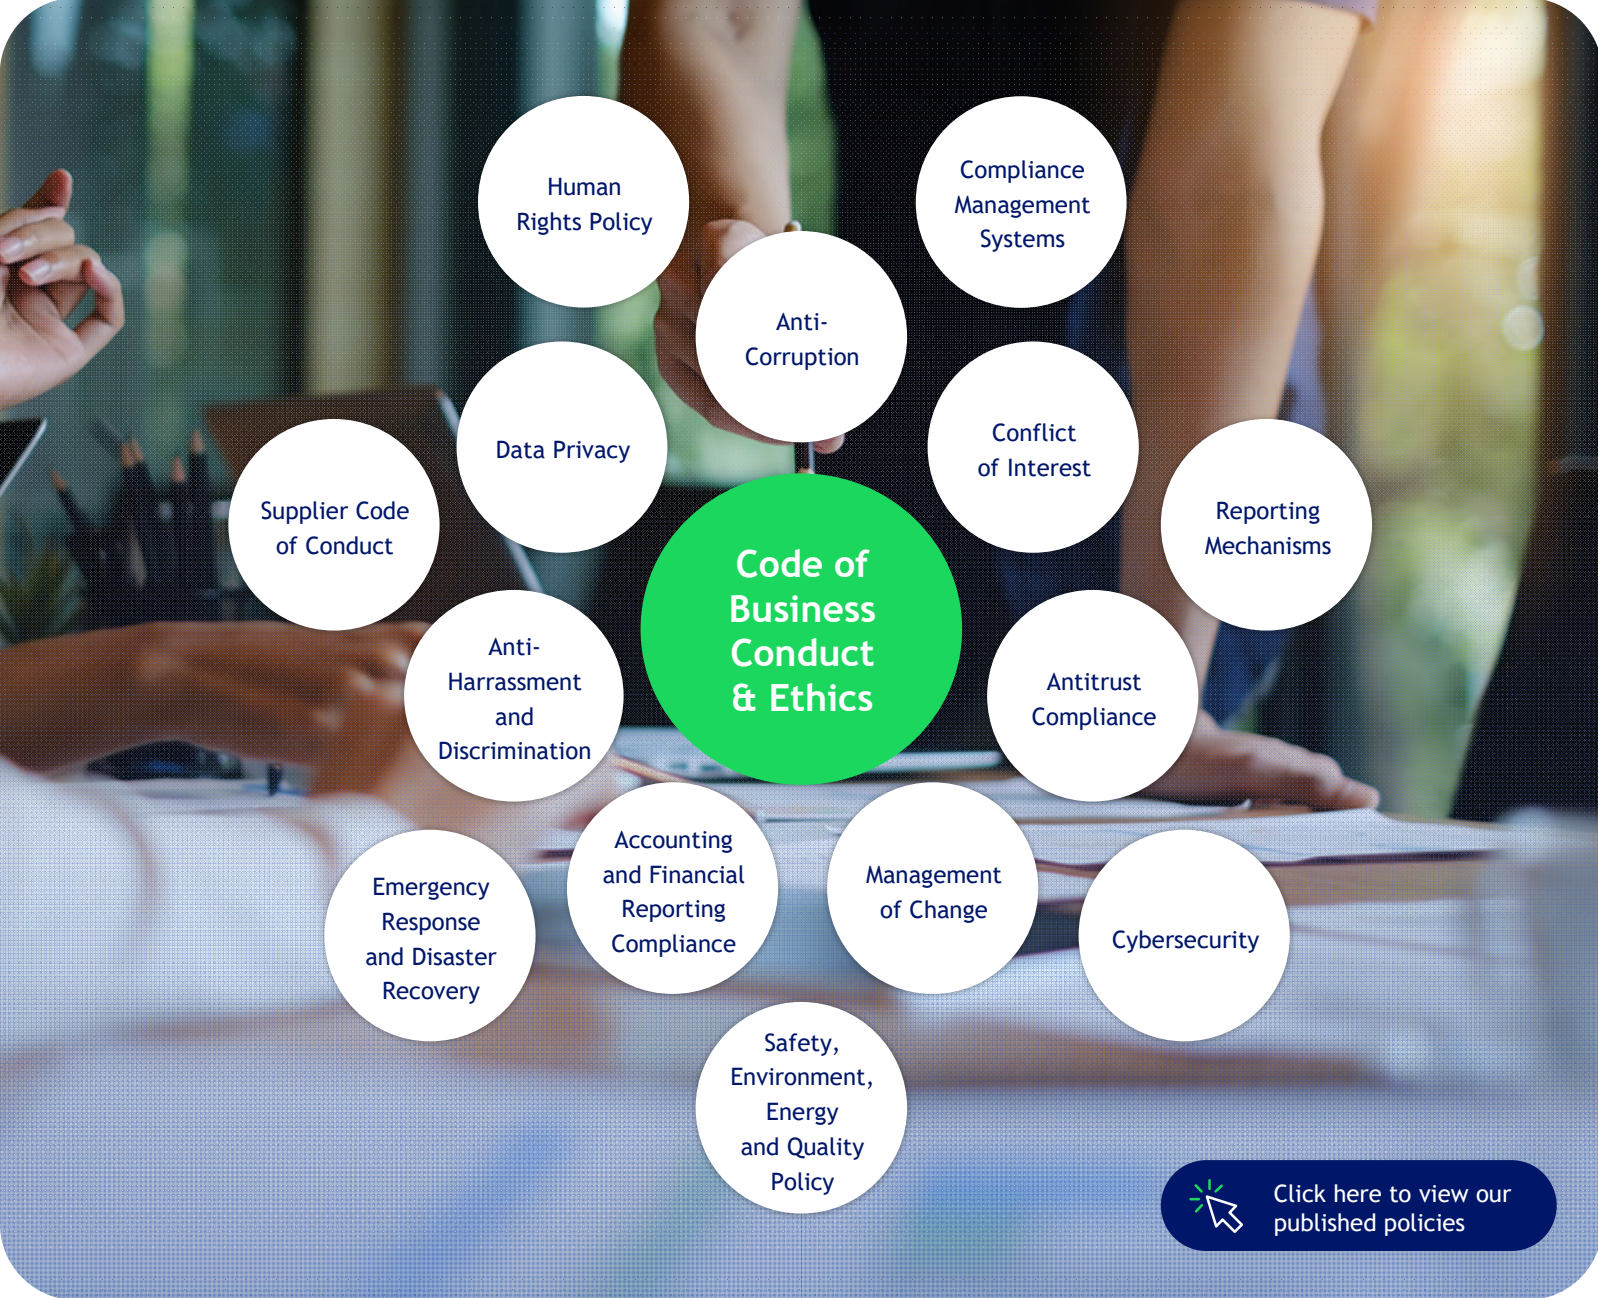 Human
Rights Policy
Compliance
Management
Systems
Anti-
Corruption
Data Privacy
Conflict
of Interest
Supplier Code
of Conduct
Reporting
Mechanisms
Code of
Business
Conduct
& Ethics
Anti-
Harrassment
and
Discrimination
Antitrust
Compliance
Accounting
and Financial
Reporting
Compliance
Management
of Change
Emergency
Response
and Disaster
Recovery
Cybersecurity
Safety,
Environment,
Energy
and Quality
Policy
Click here to view our
published policies